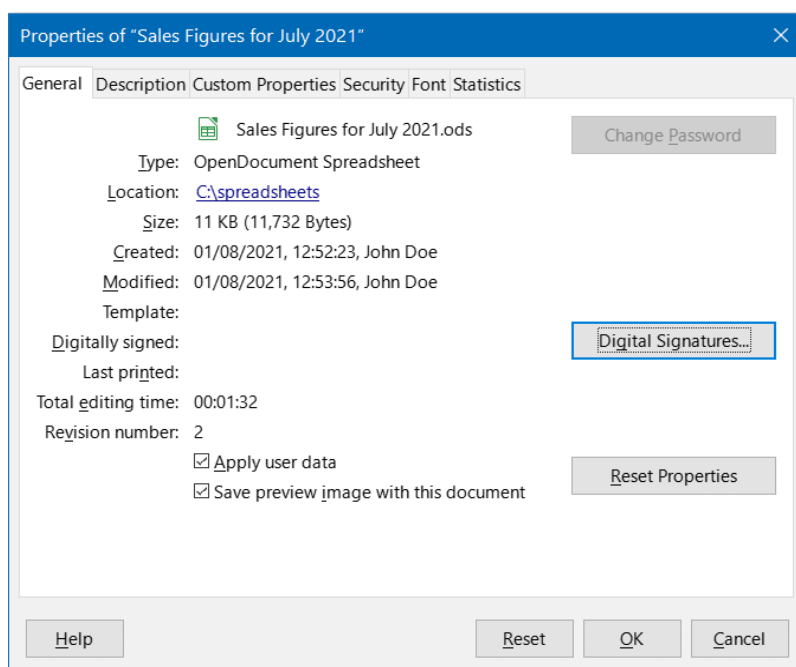 Properties of “Sales Figures for July 2021”
General Description Custom Properties Security Font Statistics
Sales Figures for July 2021.ods
Change Password
Type: OpenDocument Spreadsheet
Location: C:\spreadsheets
Size: 11 KB (11,732 Bytes)
Created: 01/08/2021, 12:52:23, John Doe
Modified: 01/08/2021, 12:53:56, John Doe
Template:
Digitally signed:
Digital Signatures...
Last printed:
Total editing time: 00:01:32
Revision number: 2
Apply user data
Reset Properties
Save preview image with this document
Help Reset OK Cancel